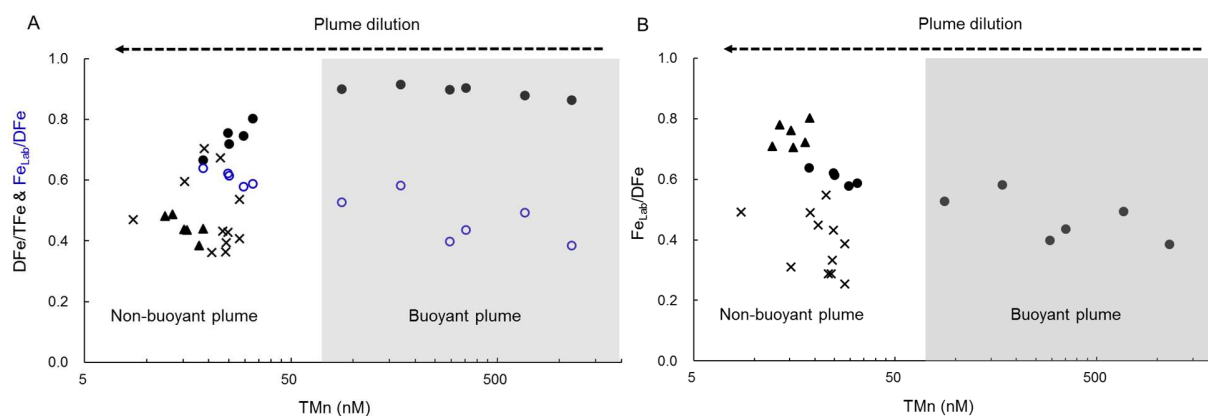 A
Plume dilution
DFe/TFe & Fe_Lab/DFe
1.0
0.8
0.6
0.4
0.2
0.0
Non-buoyant plume
Buoyant plume
5
50
500
TMn (nM)
B
Plume dilution
Fe_Lab/DFe
1.0
0.8
0.6
0.4
0.2
0.0
Non-buoyant plume
Buoyant plume
5
50
500
TMn (nM)